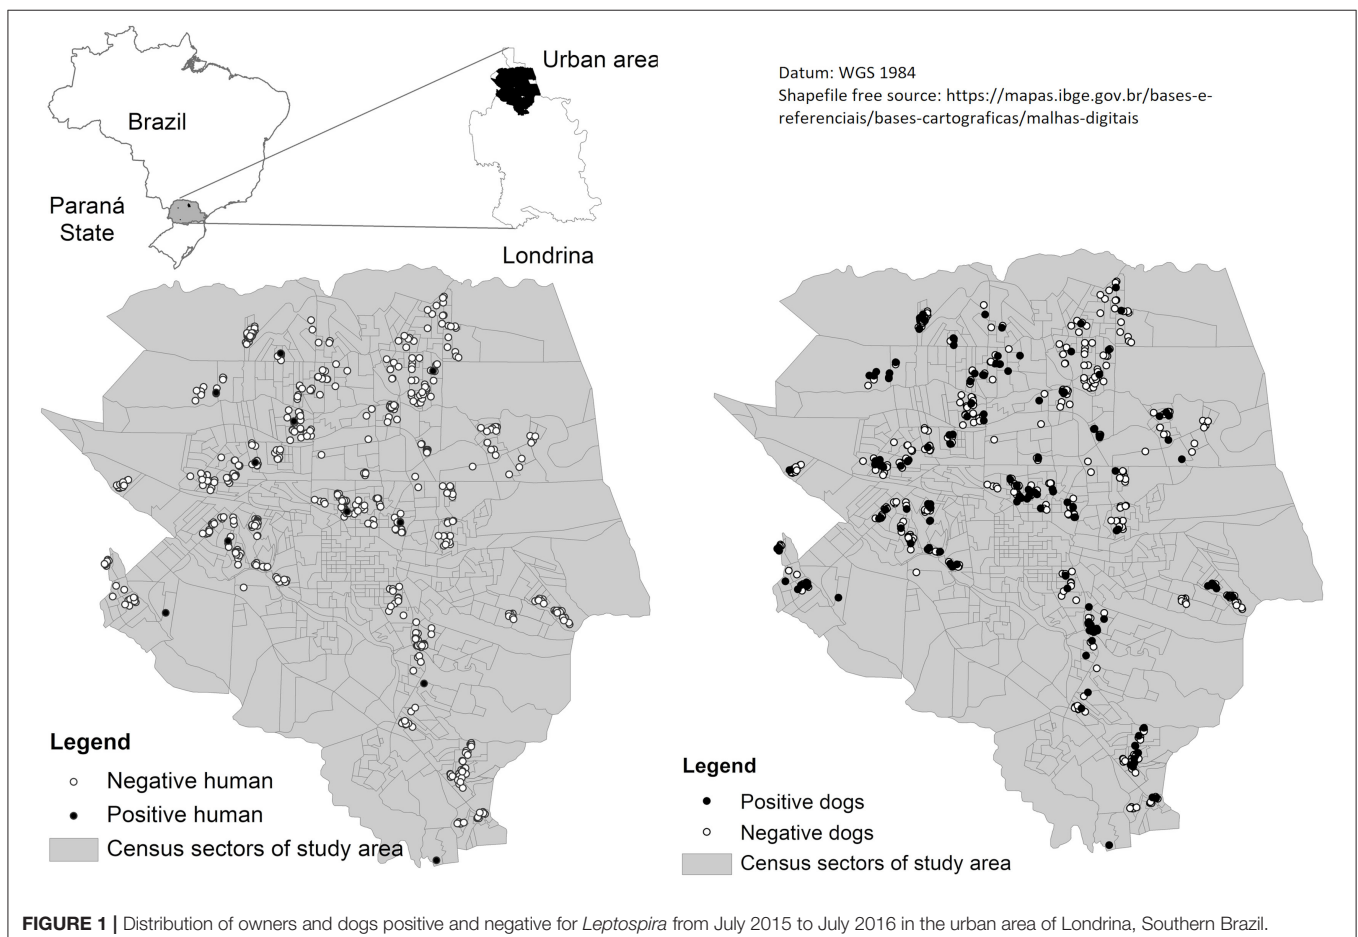 Urban area
Datum: WGS 1984
Shapefile free source: https://mapas.ibge.gov.br/bases-e-
referenciais/bases-cartograficas/malhas-digitais
Brazil
Paraná
State
Londrina
Legend
Negative human
Positive human
Census sectors of study area
Legend
Positive dogs
Negative dogs
Census sectors of study area
FIGURE 1 | Distribution of owners and dogs positive and negative for Leptospira from July 2015 to July 2016 in the urban area of Londrina, Southern Brazil.